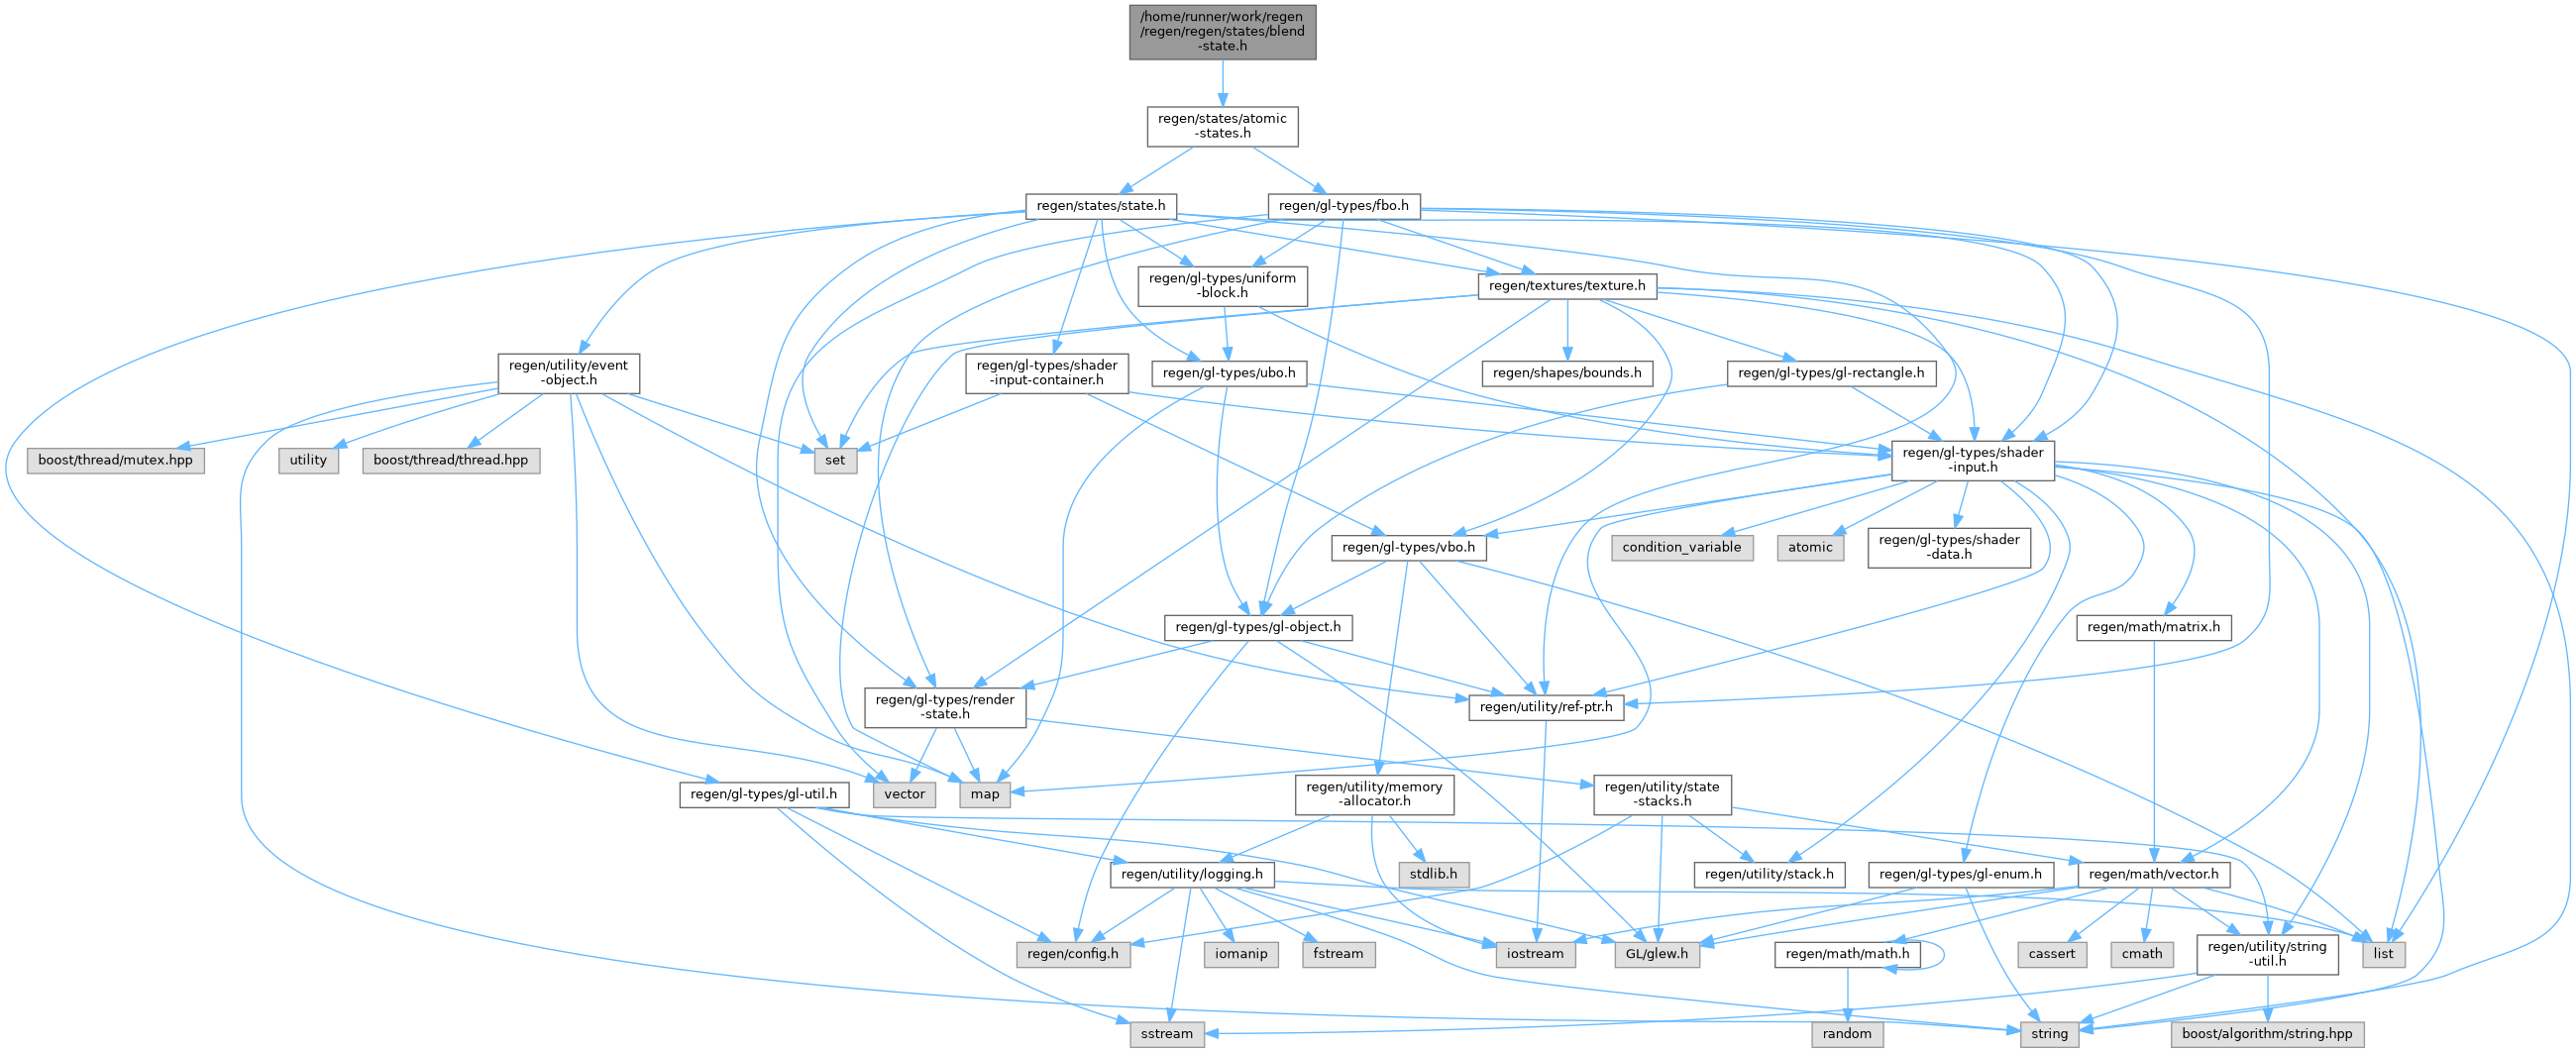 /home/runner/work/regen
/regen/regen/states/blend
-state.h
regen/states/atomic
-states.h
regen/states/state.h
regen/gl-types/fbo.h
regen/gl-types/uniform
-block.h
regen/textures/texture.h
regen/utility/event
-object.h
regen/gl-types/shader
-input-container.h
regen/gl-types/ubo.h
regen/shapes/bounds.h
regen/gl-types/gl-rectangle.h
boost/thread/mutex.hpp
utility
boost/thread/thread.hpp
set
regen/gl-types/shader
-input.h
regen/gl-types/vbo.h
condition_variable
atomic
regen/gl-types/shader
-data.h
regen/gl-types/gl-object.h
regen/math/matrix.h
regen/gl-types/render
-state.h
regen/utility/ref-ptr.h
regen/gl-types/gl-util.h
vector
map
regen/utility/memory
-allocator.h
regen/utility/state
-stacks.h
regen/utility/logging.h
stdlib.h
regen/utility/stack.h
regen/gl-types/gl-enum.h
regen/math/vector.h
regen/config.h
iomanip
fstream
iostream
GL/glew.h
regen/math/math.h
cassert
cmath
regen/utility/string
-util.h
list
sstream
random
string
boost/algorithm/string.hpp